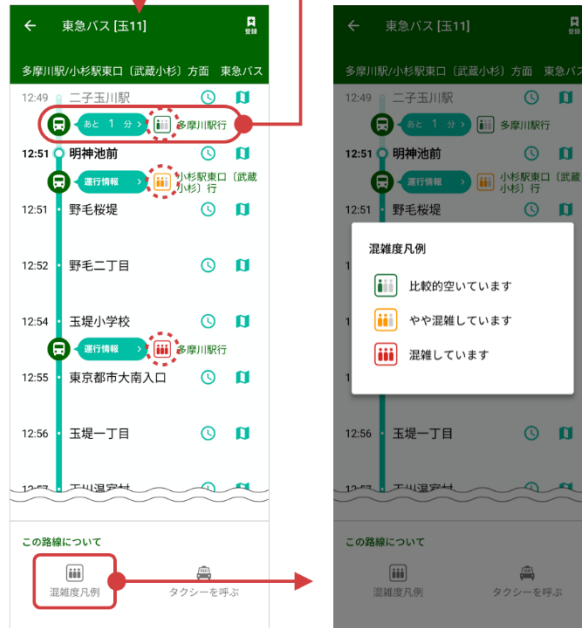 東急バス [玉11]
登録
多摩川駅/小杉駅東口〔武蔵小杉〕方面 東急バス
12:49 二子玉川駅
あと 1 分 多摩川駅行
12:51 明神池前
運行情報 小杉駅東口〔武蔵
小杉〕行
12:51 野毛桜堤
12:52 野毛二丁目
12:54 玉堤小学校
運行情報 多摩川駅行
12:55 東京都市大南入口
12:56 玉堤一丁目
この路線について
混雑度凡例 タクシーを呼ぶ
東急バス [玉11]
登録
多摩川駅/小杉駅東口〔武蔵小杉〕方面 東急バス
12:49 二子玉川駅
あと 1 分 多摩川駅行
12:51 明神池前
運行情報 小杉駅東口〔武蔵
小杉〕行
12:51 野毛桜堤
混雑度凡例
比較的空いています
やや混雑しています
混雑しています
12:56 玉堤一丁目
この路線について
混雑度凡例 タクシーを呼ぶ